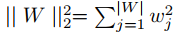 || W ||₂² = ∑_{j=1}^{|W|} w_j²